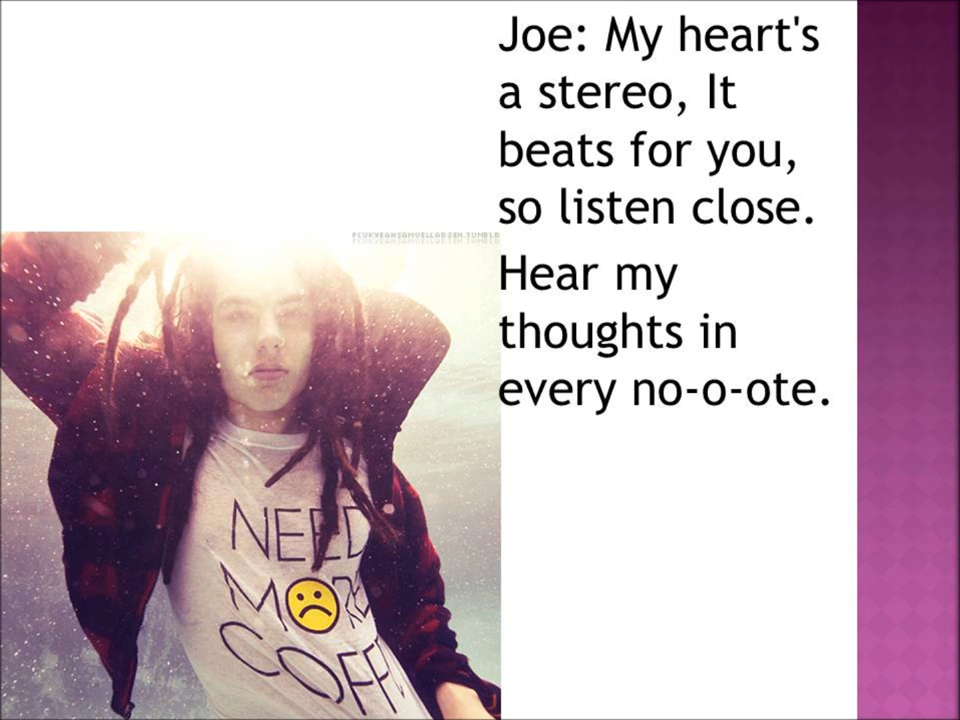 Joe: My heart's
a stereo, It
beats for you,
so listen close.
Hear my
thoughts in
every no-o-ote.
NEED
MORE
COFF